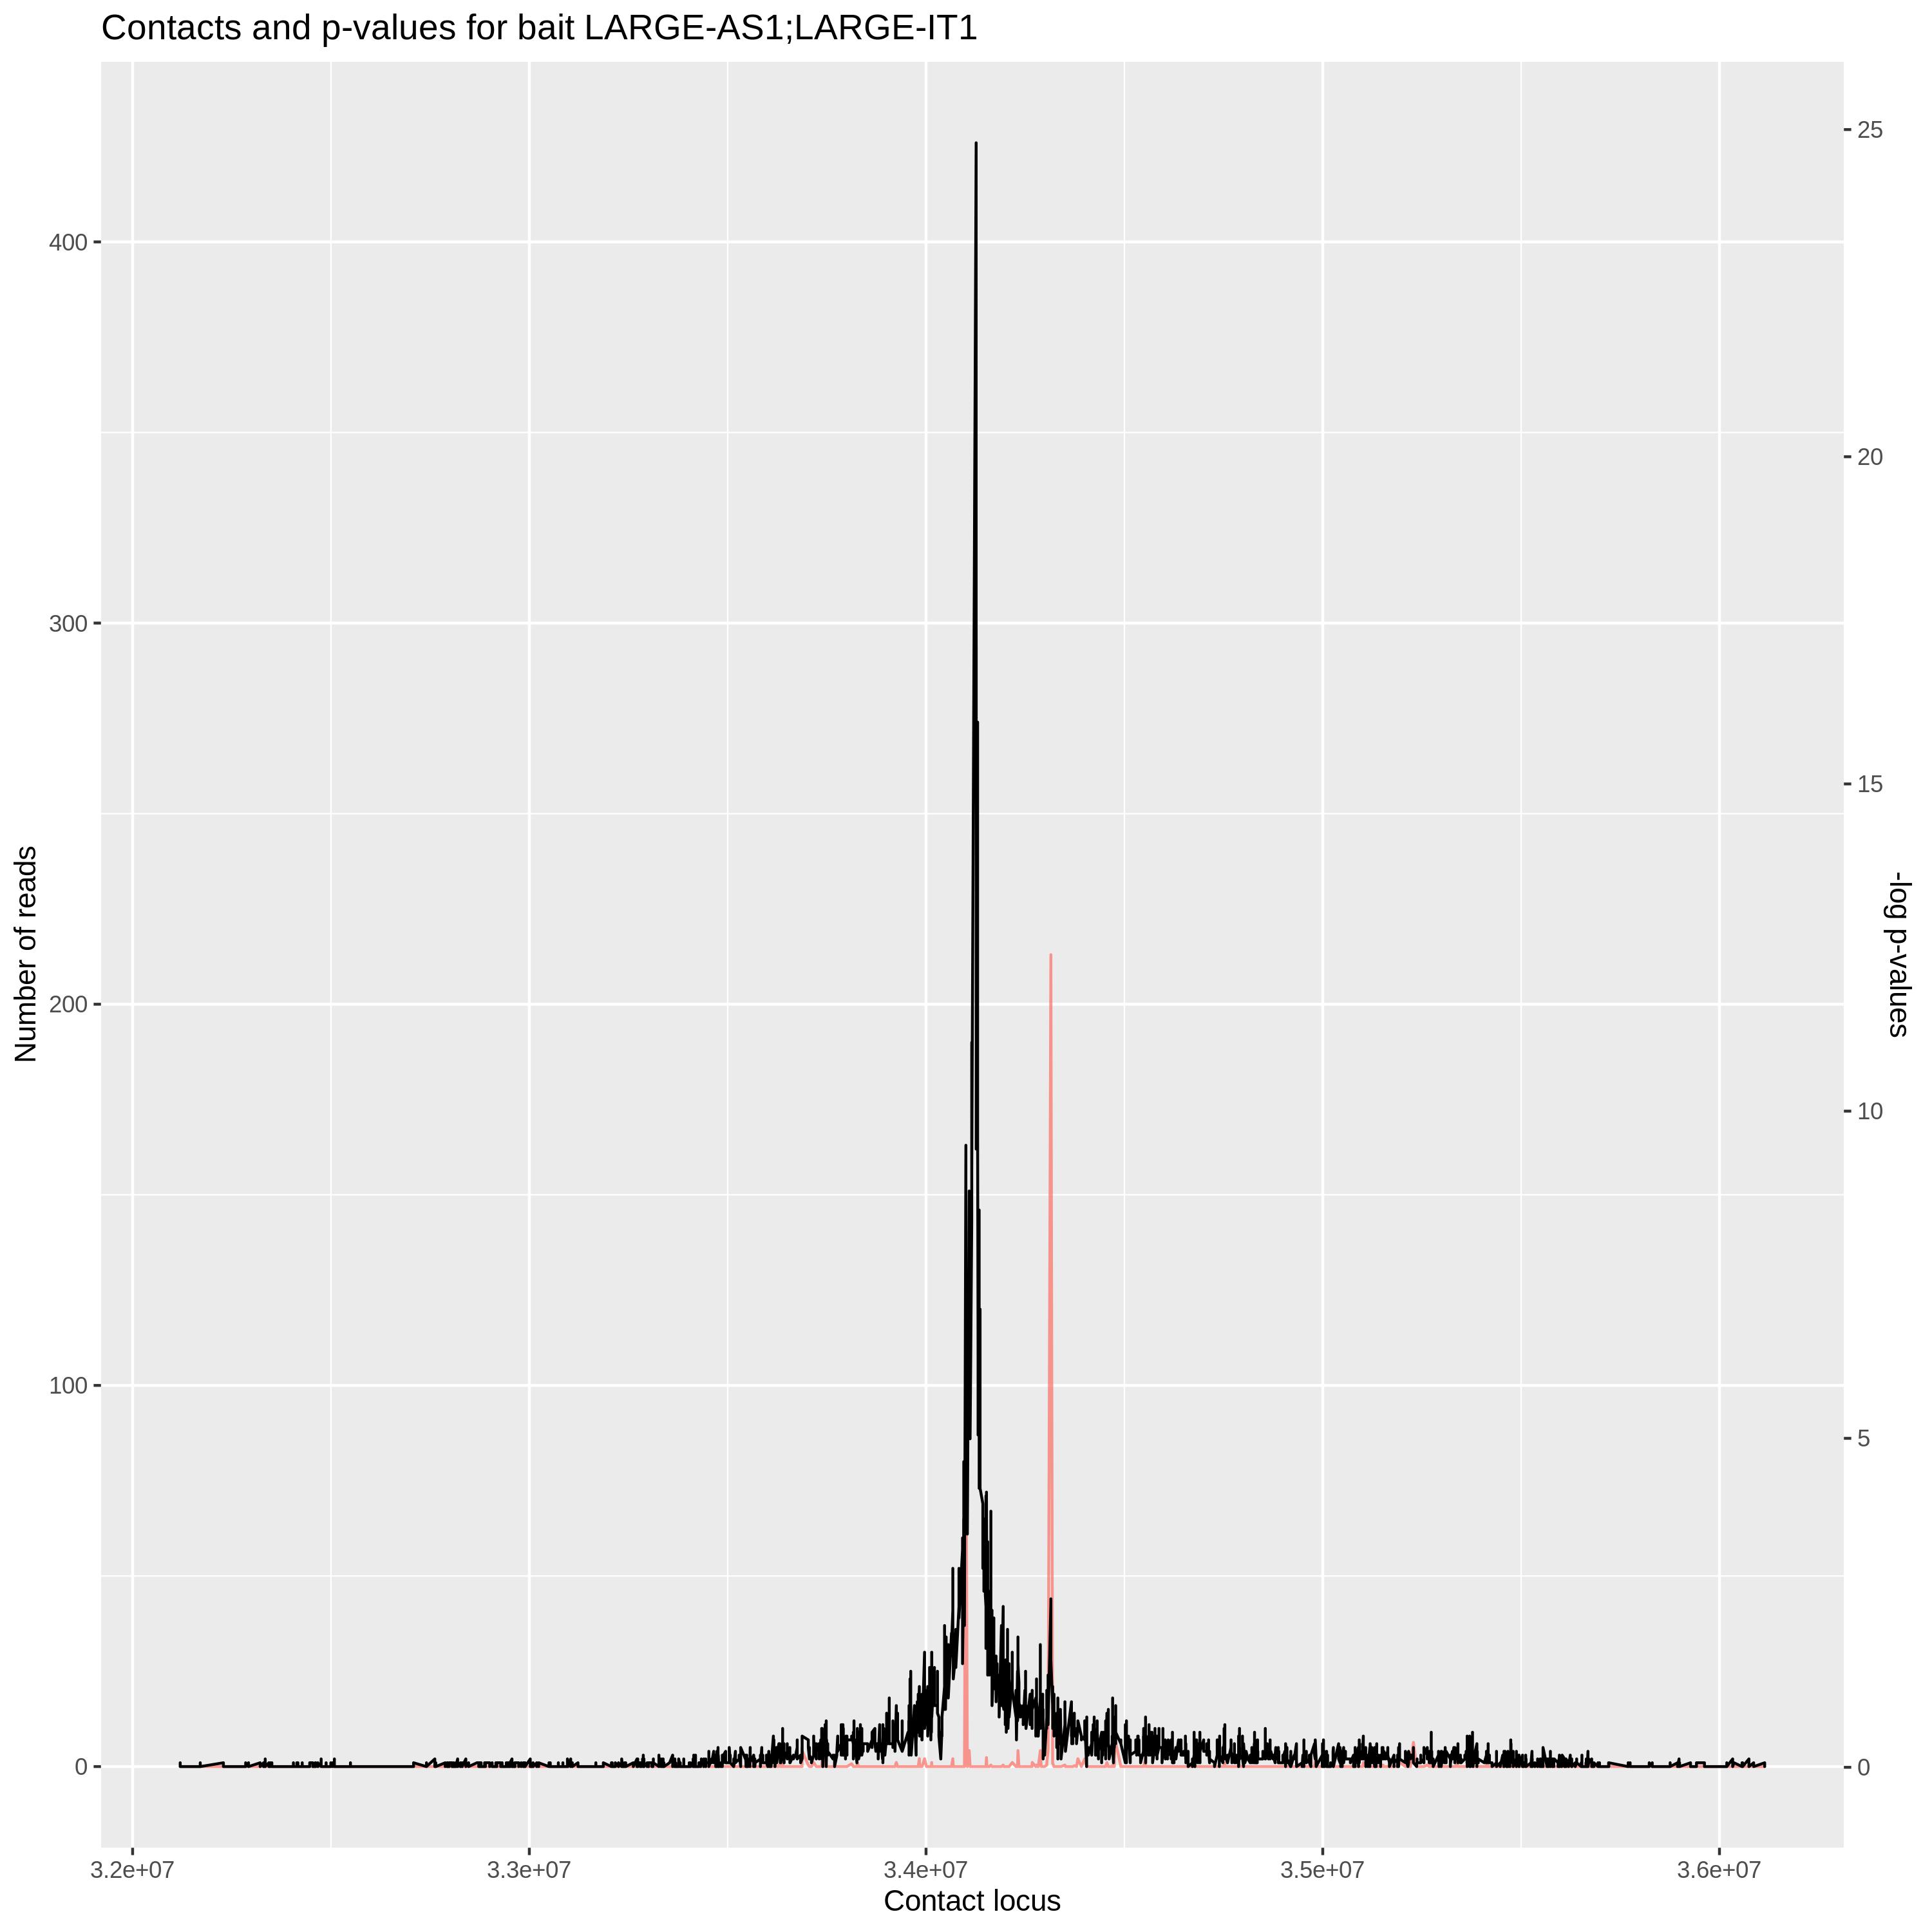 Contacts and p-values for bait LARGE-AS1;LARGE-IT1
Number of reads
400
300
200
100
0
25
20
15
10
5
0
-log p-values
3.2e+07
3.3e+07
3.4e+07
3.5e+07
3.6e+07
Contact locus